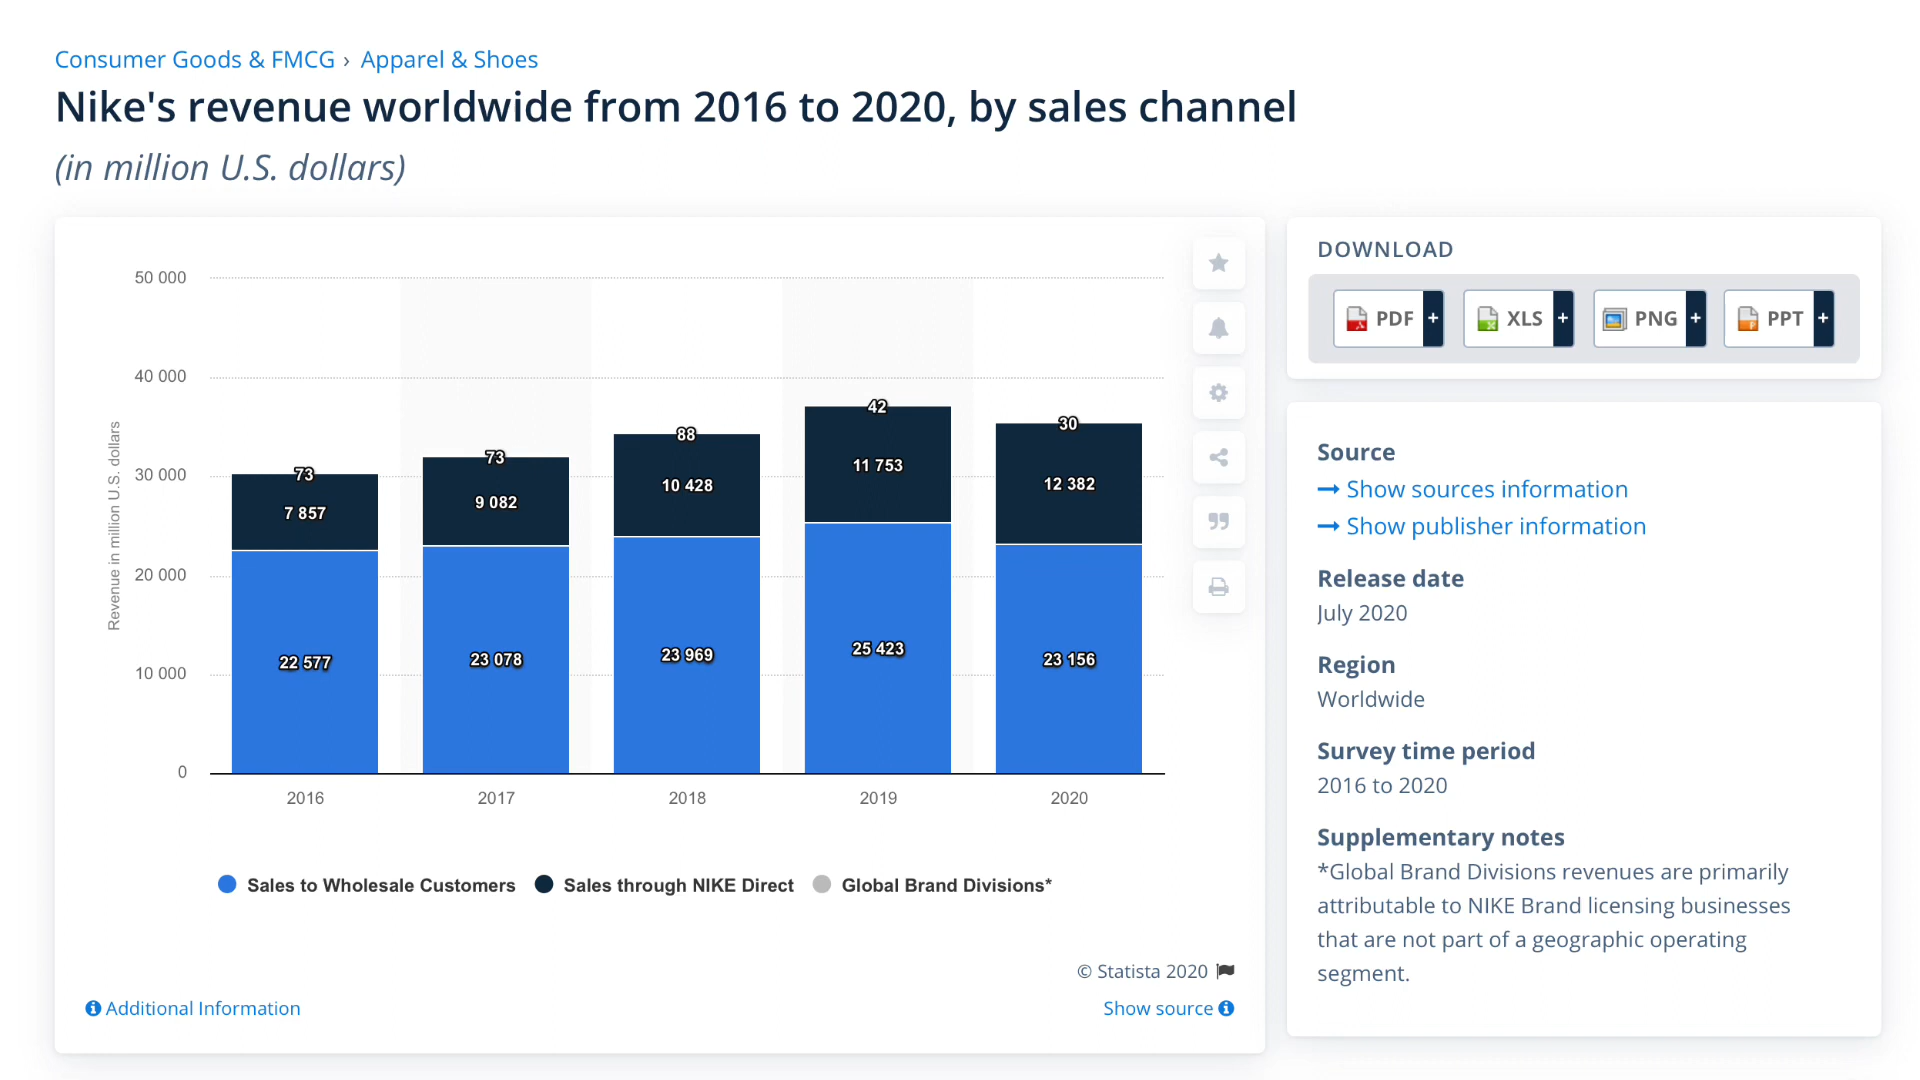 Consumer Goods & FMCG › Apparel & Shoes
Nike's revenue worldwide from 2016 to 2020, by sales channel
(in million U.S. dollars)
Revenue in million U.S. dollars
50 000
40 000
30 000
20 000
10 000
0
73
7 857
22 577
73
9 082
23 078
88
10 428
23 969
42
11 753
25 423
30
12 382
23 156
2016 2017 2018 2019 2020
Sales to Wholesale Customers Sales through NIKE Direct Global Brand Divisions*
© Statista 2020
Additional Information
Show source
DOWNLOAD
PDF + XLS + PNG + PPT +
Source
Show sources information
Show publisher information
Release date
July 2020
Region
Worldwide
Survey time period
2016 to 2020
Supplementary notes
*Global Brand Divisions revenues are primarily
attributable to NIKE Brand licensing businesses
that are not part of a geographic operating
segment.